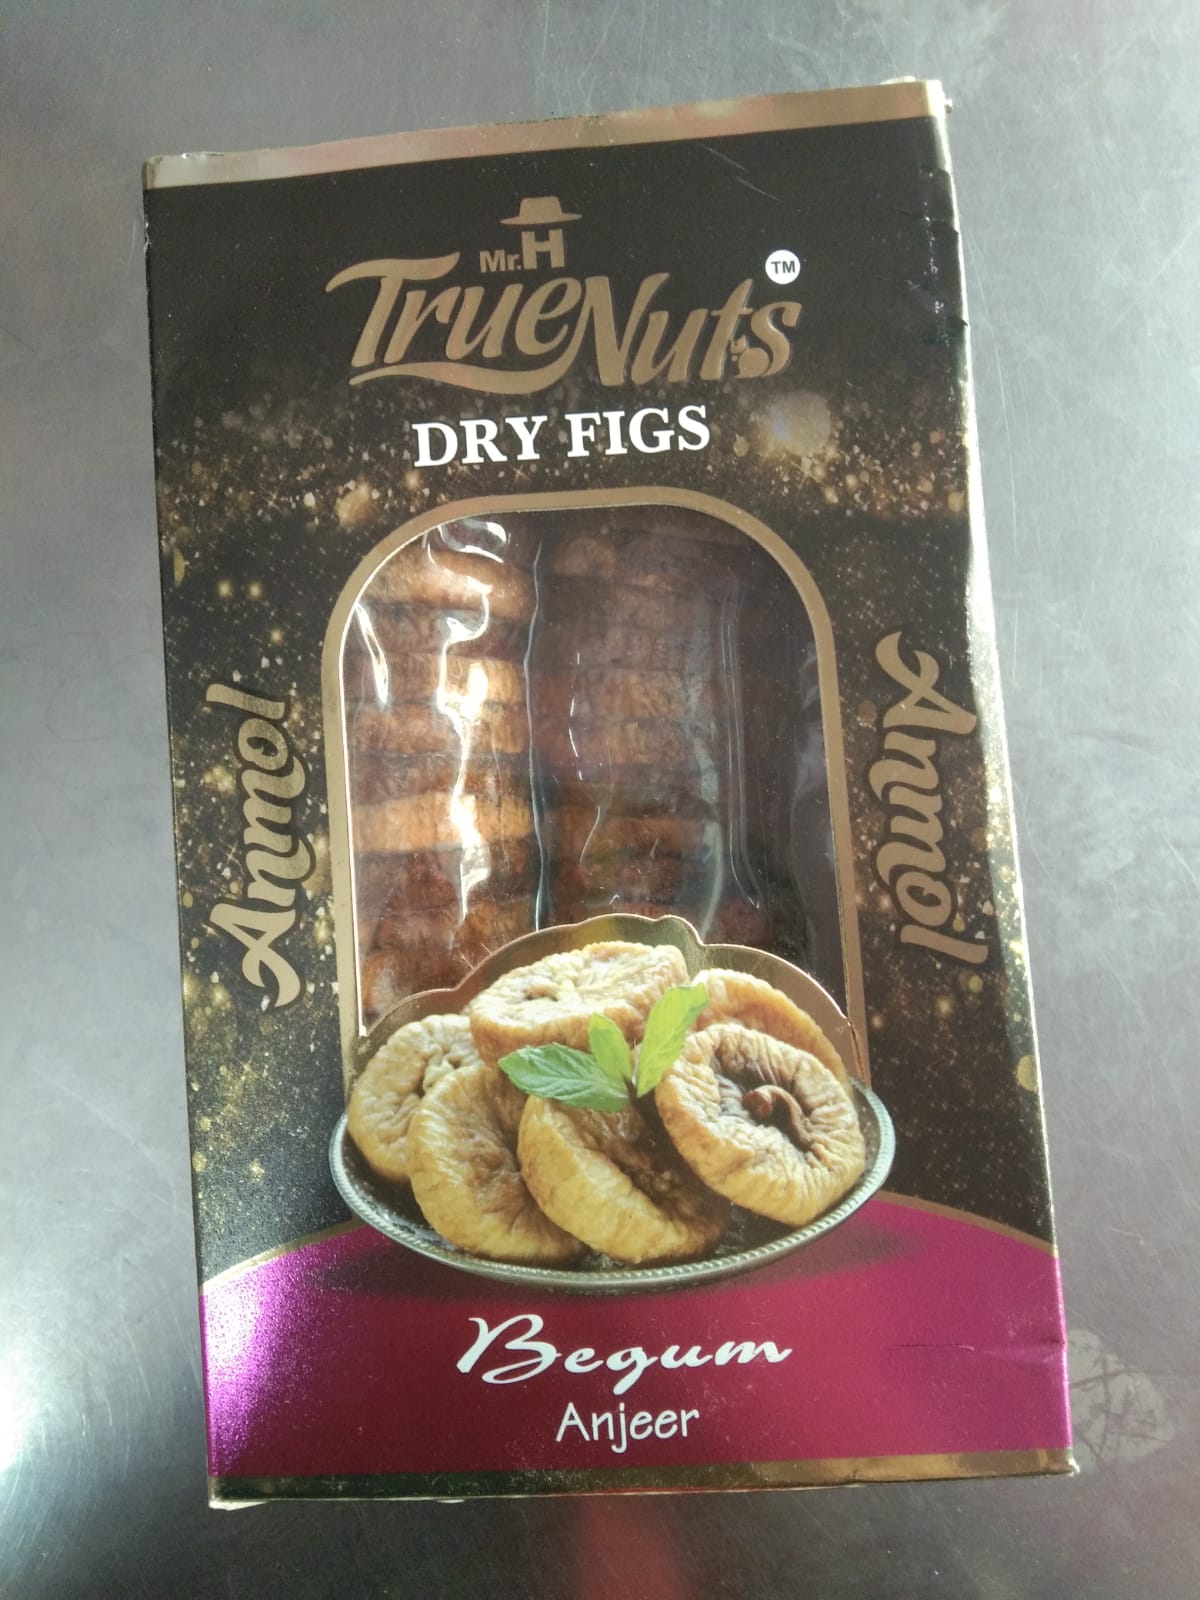 Mr.H
TrueNuts
TM
DRY FIGS
Anmol
Anmol
Begum
Anjeer